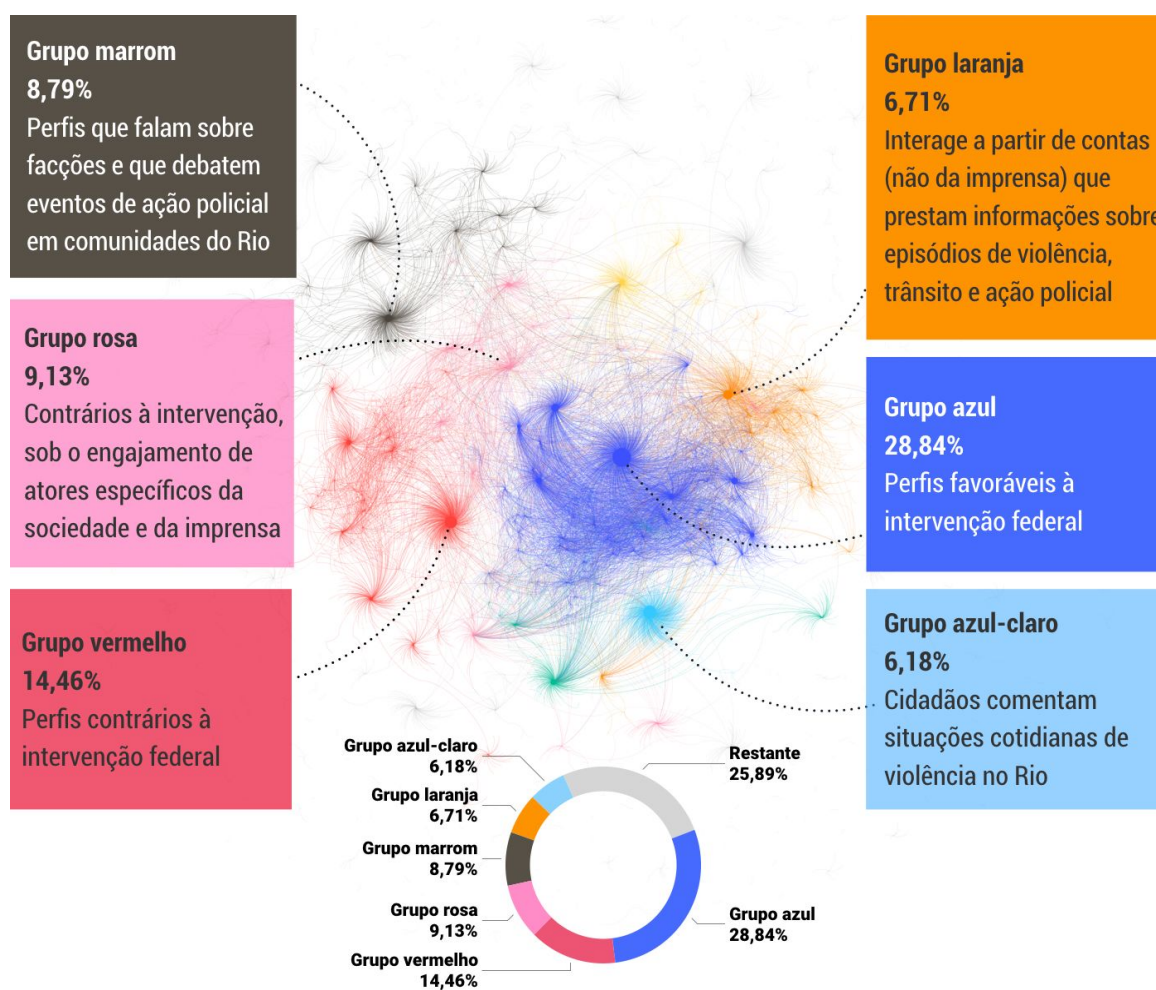 Grupo marrom
8,79%
Perfis que falam sobre
facções e que debatem
eventos de ação policial
em comunidades do Rio
Grupo rosa
9,13%
Contrários à intervenção,
sob o engajamento de
atores específicos da
sociedade e da imprensa
Grupo vermelho
14,46%
Perfis contrários à
intervenção federal
Grupo laranja
6,71%
Interage a partir de contas
(não da imprensa) que
prestam informações sobre
episódios de violência,
trânsito e ação policial
Grupo azul
28,84%
Perfis favoráveis à
intervenção federal
Grupo azul-claro
6,18%
Cidadãos comentam
situações cotidianas de
violência no Rio
Grupo azul-claro
6,18%
Grupo laranja
6,71%
Grupo marrom
8,79%
Grupo rosa
9,13%
Grupo vermelho
14,46%
Restante
25,89%
Grupo azul
28,84%